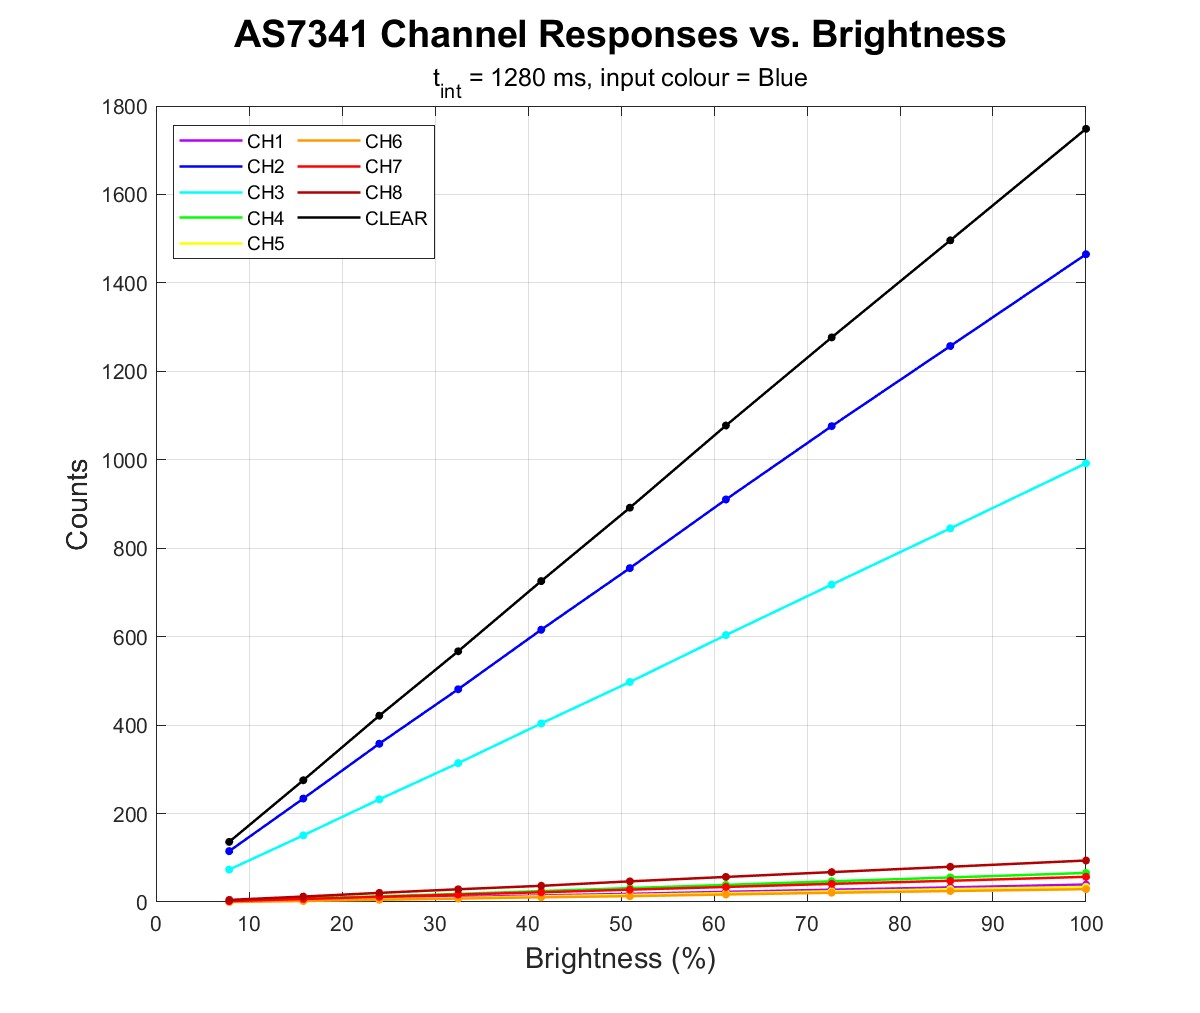 AS7341 Channel Responses vs. Brightness
t_int = 1280 ms, input colour = Blue
1800
1600
1400
1200
1000
800
600
400
200
0
Counts
CH1 CH6
CH2 CH7
CH3 CH8
CH4 CLEAR
CH5
0 10 20 30 40 50 60 70 80 90 100
Brightness (%)